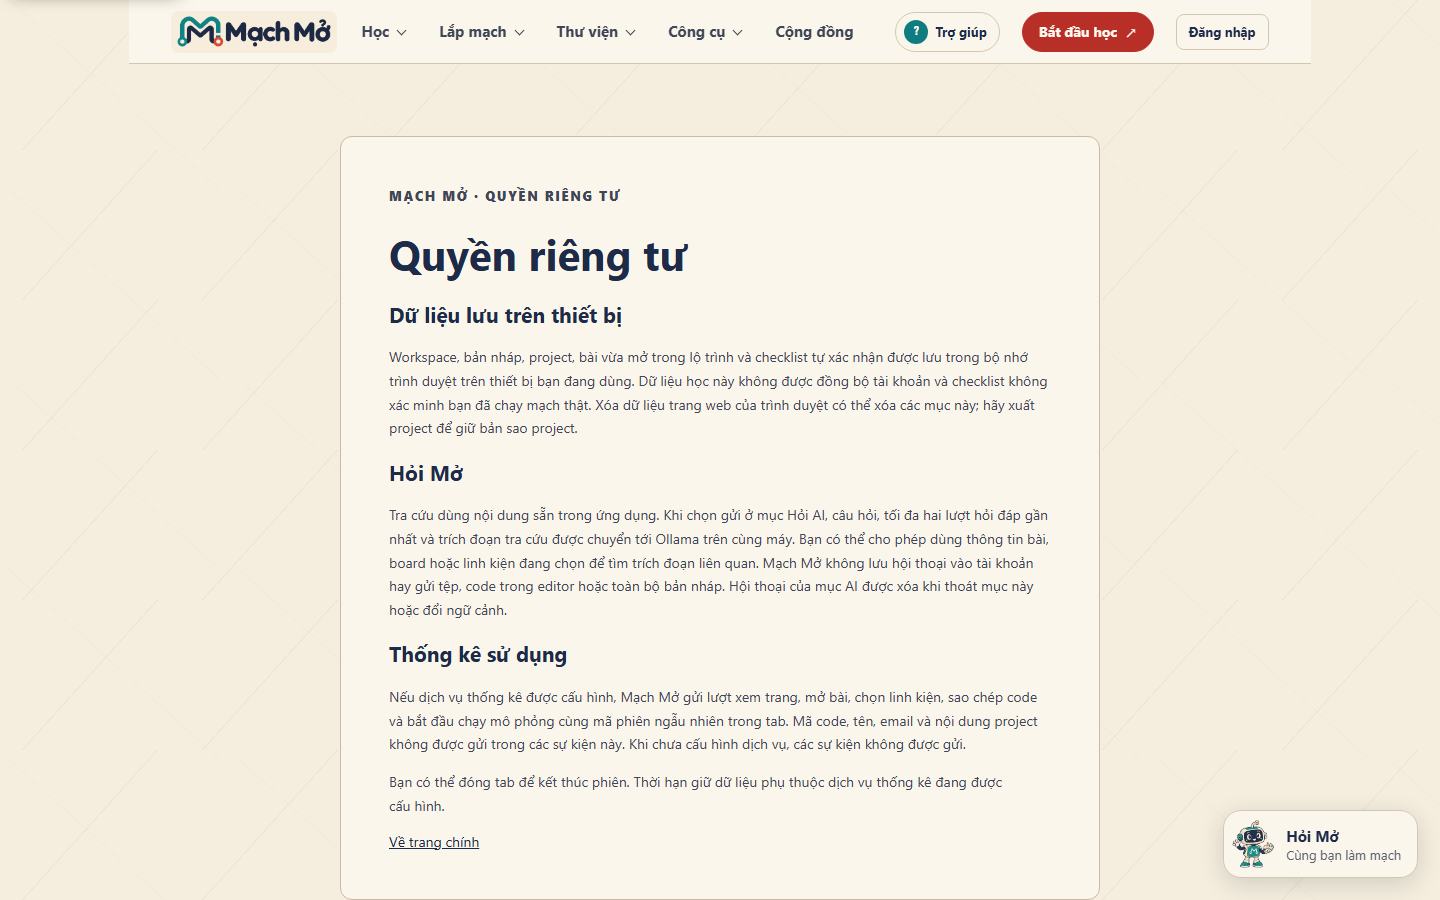 Mạch Mở
Học
Lắp mạch
Thư viện
Công cụ
Cộng đồng
? Trợ giúp
Bắt đầu học ↗
Đăng nhập
MẠCH MỞ · QUYỀN RIÊNG TƯ
Quyền riêng tư
Dữ liệu lưu trên thiết bị
Workspace, bản nháp, project, bài vừa mở trong lộ trình và checklist tự xác nhận được lưu trong bộ nhớ
trình duyệt trên thiết bị bạn đang dùng. Dữ liệu học này không được đồng bộ tài khoản và checklist không
xác minh bạn đã chạy mạch thật. Xóa dữ liệu trang web của trình duyệt có thể xóa các mục này; hãy xuất
project để giữ bản sao project.
Hỏi Mở
Tra cứu dùng nội dung sẵn trong ứng dụng. Khi chọn gửi ở mục Hỏi AI, câu hỏi, tối đa hai lượt hỏi đáp gần
nhất và trích đoạn tra cứu được chuyển tới Ollama trên cùng máy. Bạn có thể cho phép dùng thông tin bài,
board hoặc linh kiện đang chọn để tìm trích đoạn liên quan. Mạch Mở không lưu hội thoại vào tài khoản
hay gửi tệp, code trong editor hoặc toàn bộ bản nháp. Hội thoại của mục AI được xóa khi thoát mục này
hoặc đổi ngữ cảnh.
Thống kê sử dụng
Nếu dịch vụ thống kê được cấu hình, Mạch Mở gửi lượt xem trang, mở bài, chọn linh kiện, sao chép code
và bắt đầu chạy mô phỏng cùng mã phiên ngẫu nhiên trong tab. Mã code, tên, email và nội dung project
không được gửi trong các sự kiện này. Khi chưa cấu hình dịch vụ, các sự kiện không được gửi.
Bạn có thể đóng tab để kết thúc phiên. Thời hạn giữ dữ liệu phụ thuộc dịch vụ thống kê đang được
cấu hình.
Về trang chính
Hỏi Mở
Cùng bạn làm mạch